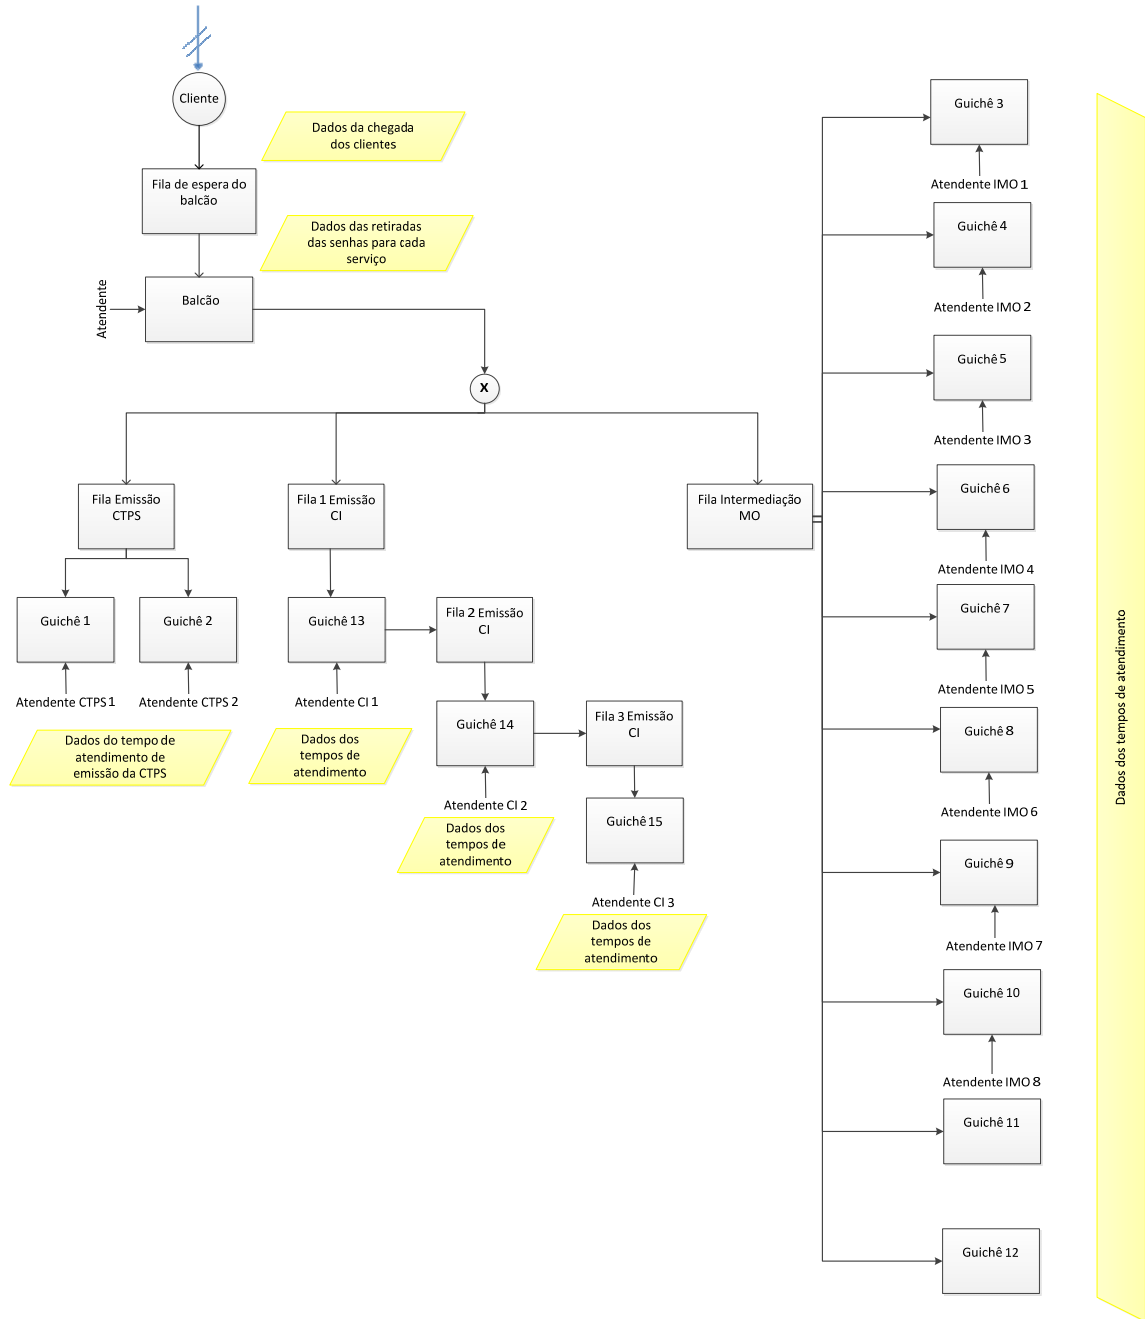 Cliente
Dados da chegada
dos clientes
Fila de espera do
balcão
Dados das retiradas
das senhas para cada
serviço
Atendente
Balcão
X
Fila Emissão
CTPS
Guichê 1
Guichê 2
Atendente CTPS 1
Atendente CTPS 2
Dados do tempo de
atendimento de
emissão da CTPS
Fila 1 Emissão
CI
Guichê 13
Atendente CI 1
Dados dos
tempos de
atendimento
Fila 2 Emissão
CI
Guichê 14
Atendente CI 2
Dados dos
tempos de
atendimento
Fila 3 Emissão
CI
Guichê 15
Atendente CI 3
Dados dos
tempos de
atendimento
Fila Intermediação
MO
Guichê 3
Atendente IMO 1
Guichê 4
Atendente IMO 2
Guichê 5
Atendente IMO 3
Guichê 6
Atendente IMO 4
Guichê 7
Atendente IMO 5
Guichê 8
Atendente IMO 6
Guichê 9
Atendente IMO 7
Guichê 10
Atendente IMO 8
Guichê 11
Guichê 12
Dados dos tempos de atendimento